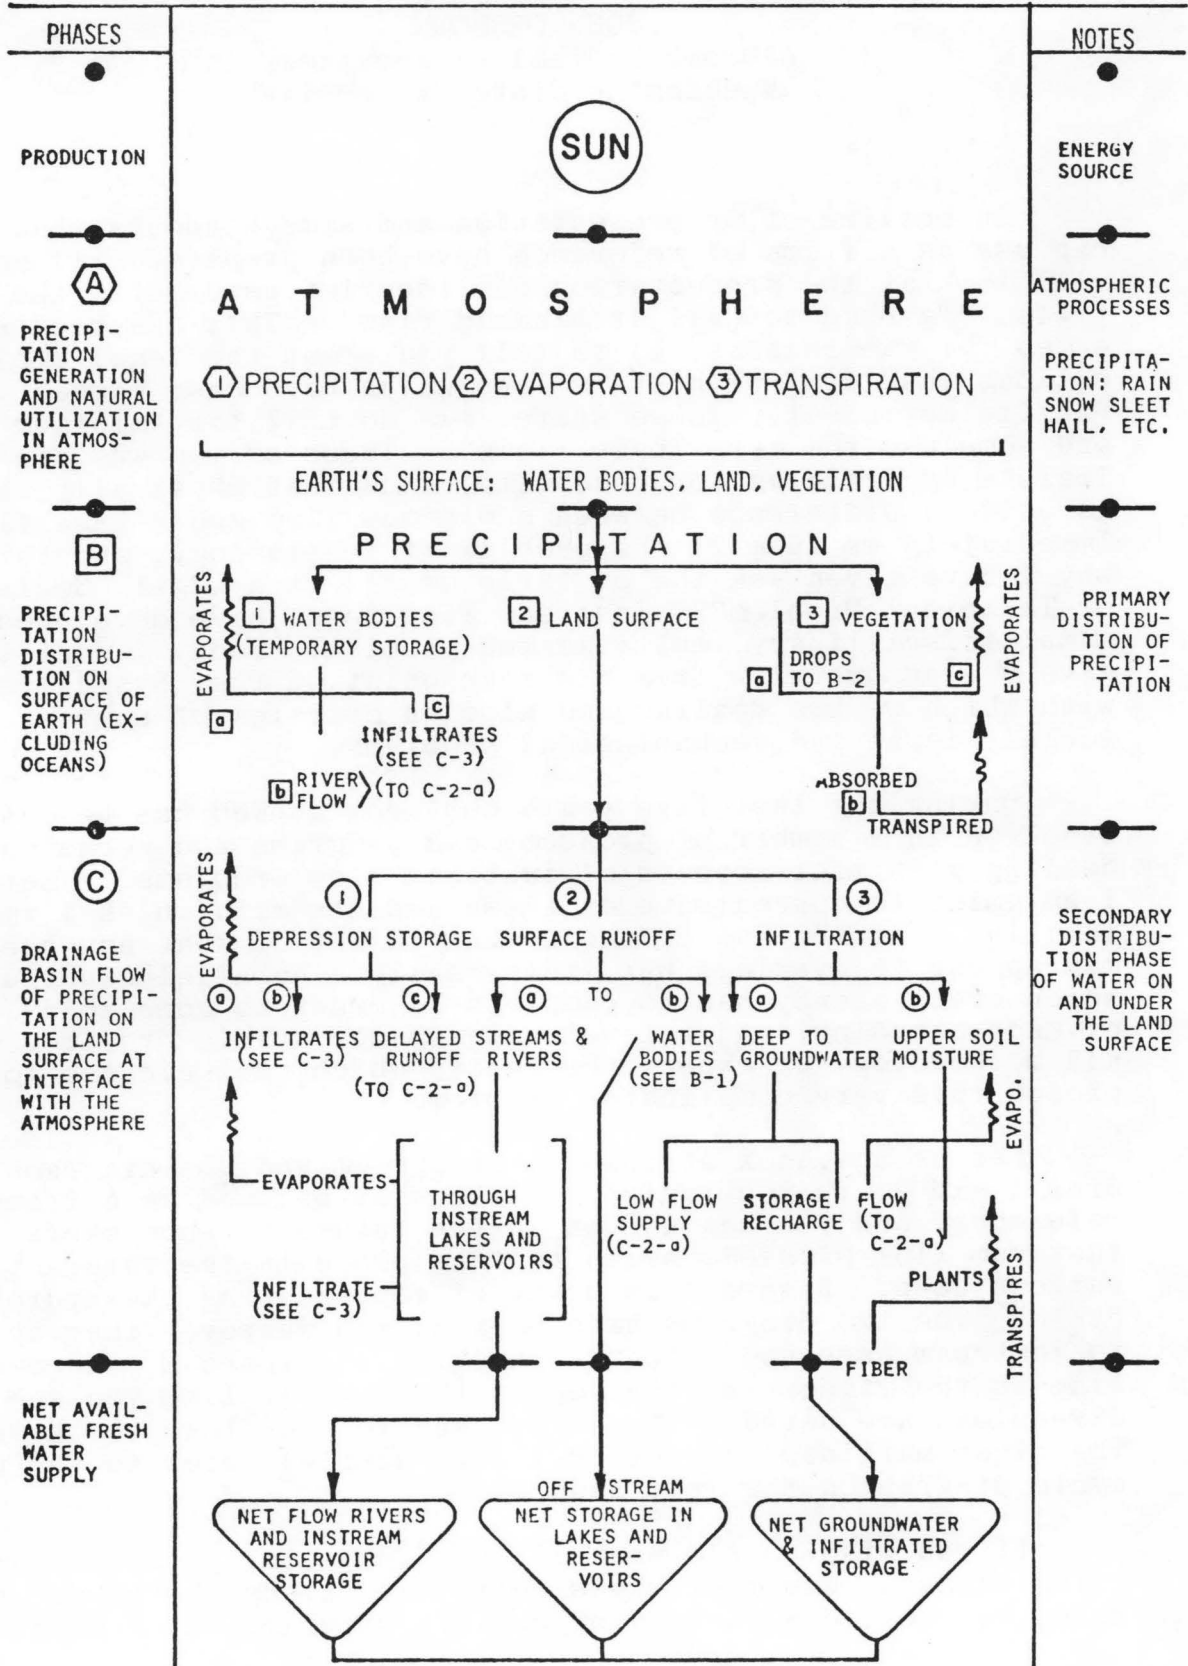 PHASES
NOTES
SUN
PRODUCTION
ENERGY
SOURCE
A
PRECIPI-
TATION
GENERATION
AND NATURAL
UTILIZATION
IN ATMOS-
PHERE
ATMOSPHERE
ATMOSPHERIC
PROCESSES
1 PRECIPITATION 2 EVAPORATION 3 TRANSPIRATION
PRECIPITA-
TION: RAIN
SNOW SLEET
HAIL, ETC.
EARTH'S SURFACE: WATER BODIES, LAND, VEGETATION
B
PRECIPI-
TATION
DISTRIBU-
TION ON
SURFACE OF
EARTH (EX-
CLUDING
OCEANS)
PRECIPITATION
EVAPORATES
1 WATER BODIES
(TEMPORARY STORAGE)
2 LAND SURFACE
3 VEGETATION
EVAPORATES
a
c
INFILTRATES
(SEE C-3)
b RIVER
FLOW
(TO C-2-a)
a DROPS
TO B-2
c
ABSORBED
b
TRANSPIRED
PRIMARY
DISTRIBU-
TION OF
PRECIPI-
TATION
C
DRAINAGE
BASIN FLOW
OF PRECIPI-
TATION ON
THE LAND
SURFACE AT
INTERFACE
WITH THE
ATMOSPHERE
EVAPORATES
1
DEPRESSION STORAGE
2
SURFACE RUNOFF
3
INFILTRATION
a b c a TO b a b
INFILTRATES
(SEE C-3)
DELAYED
RUNOFF
STREAMS &
RIVERS
(TO C-2-a)
WATER
BODIES
(SEE B-1)
DEEP TO
GROUNDWATER
UPPER SOIL
MOISTURE
SECONDARY
DISTRIBU-
TION PHASE
OF WATER ON
AND UNDER
THE LAND
SURFACE
EVAPORATES
THROUGH
INSTREAM
LAKES AND
RESERVOIRS
INFILTRATE
(SEE C-3)
LOW FLOW
SUPPLY
(C-2-a)
STORAGE
RECHARGE
FLOW
(TO
C-2-a)
EVAPO.
PLANTS
TRANSPIRES
FIBER
NET AVAIL-
ABLE FRESH
WATER
SUPPLY
NET FLOW RIVERS
AND INSTREAM
RESERVOIR
STORAGE
OFF STREAM
NET STORAGE IN
LAKES AND
RESER-
VOIRS
NET GROUNDWATER
& INFILTRATED
STORAGE